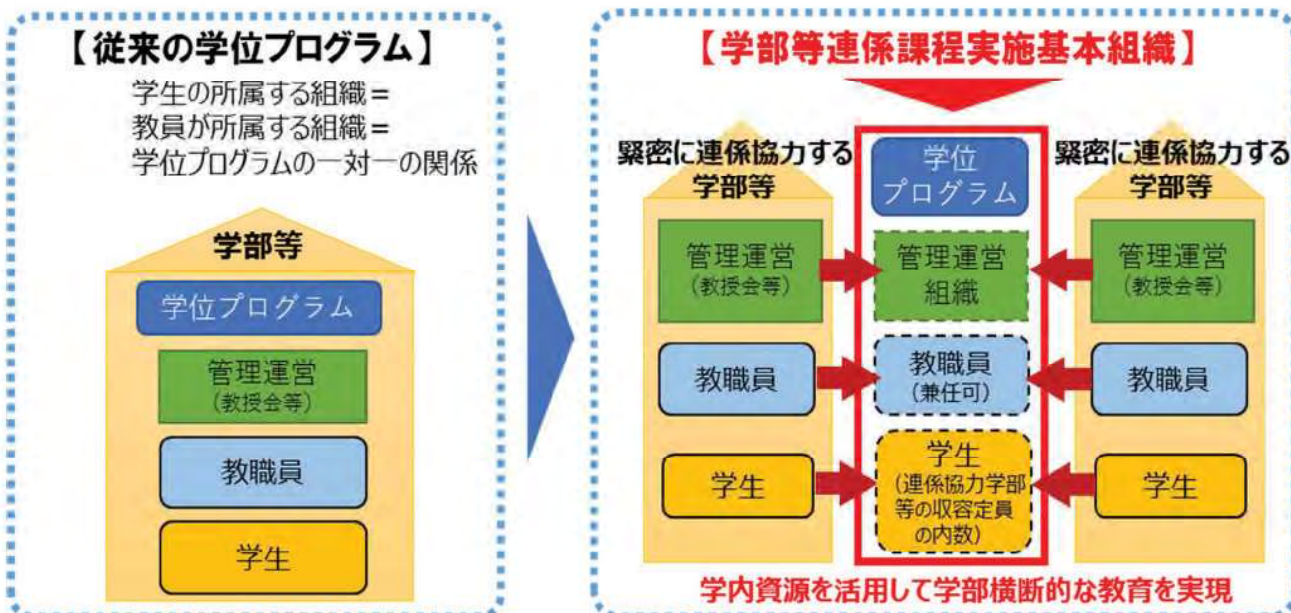 【従来の学位プログラム】
学生の所属する組織＝
教員が所属する組織＝
学位プログラムの一対一の関係
学部等
学位プログラム
管理運営
（教授会等）
教職員
学生
【学部等連係課程実施基本組織】
緊密に連係協力する
学部等
管理運営
（教授会等）
教職員
学生
学位
プログラム
管理運営
組織
教職員
（兼任可）
学生
（連係協力学部
等の収容定員
の内数）
緊密に連係協力する
学部等
管理運営
（教授会等）
教職員
学生
学内資源を活用して学部横断的な教育を実現